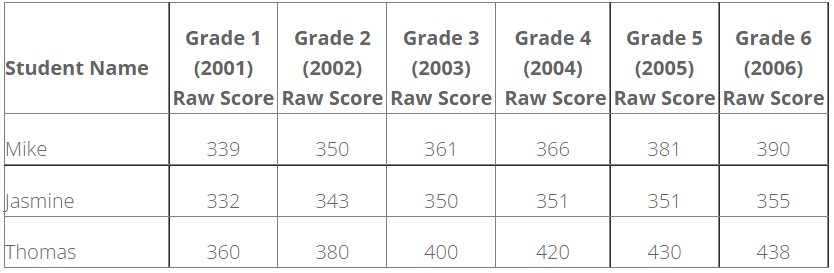 Student Name Grade 1 (2001) Raw Score Grade 2 (2002) Raw Score Grade 3 (2003) Raw Score Grade 4 (2004) Raw Score Grade 5 (2005) Raw Score Grade 6 (2006) Raw Score
Mike 339 350 361 366 381 390
Jasmine 332 343 350 351 351 355
Thomas 360 380 400 420 430 438